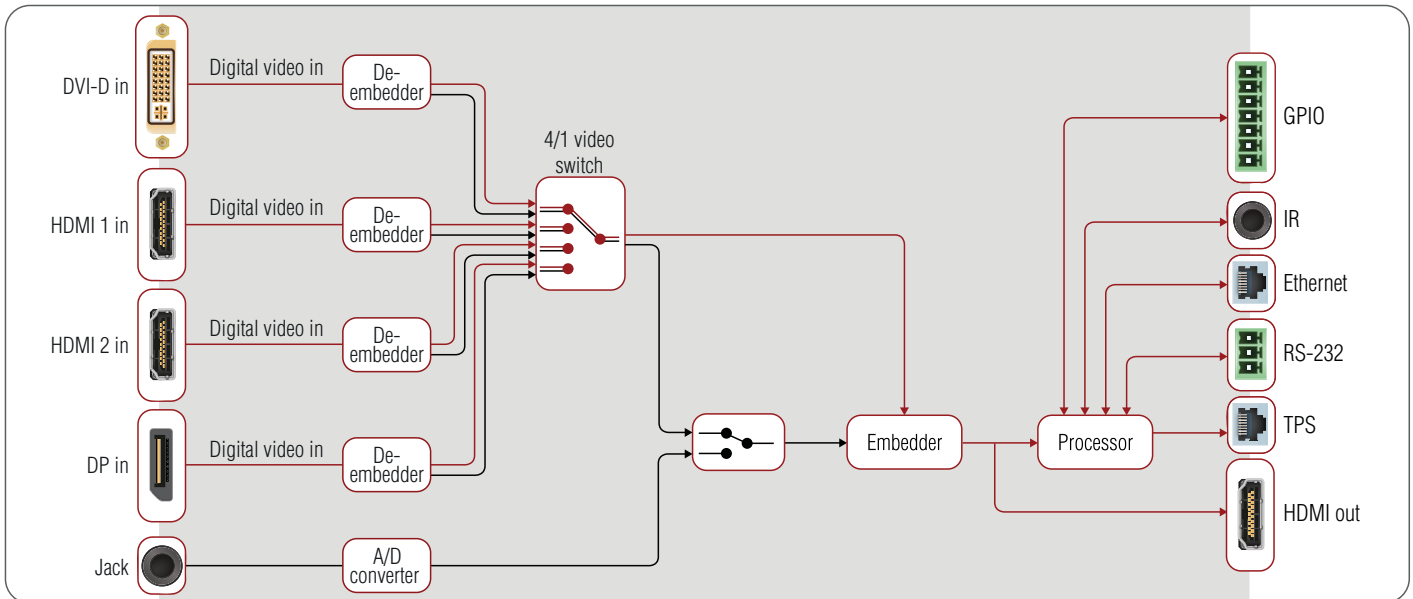 DVI-D in
Digital video in
De-
embedder
4/1 video
switch
HDMI 1 in
Digital video in
De-
embedder
HDMI 2 in
Digital video in
De-
embedder
DP in
Digital video in
De-
embedder
Jack
A/D
converter
Embedder
Processor
GPIO
IR
Ethernet
RS-232
TPS
HDMI out